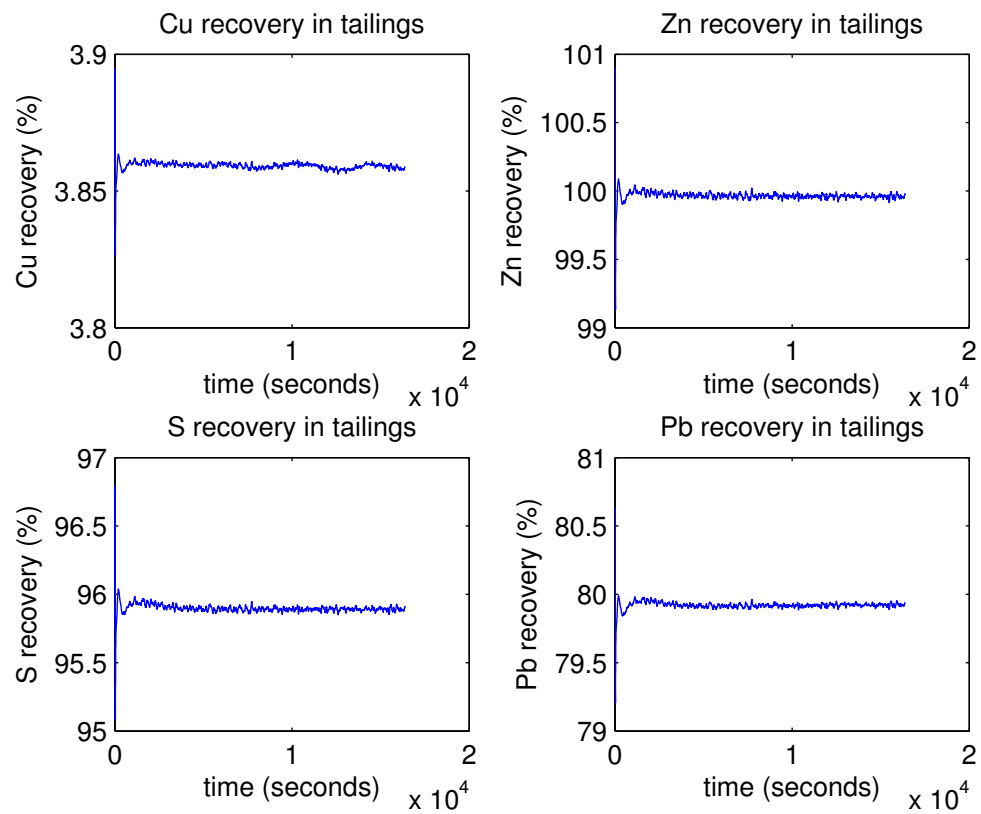 Cu recovery in tailings
3.9
3.85
3.8
Cu recovery (%)
0 1 2
time (seconds)
x 10^4
Zn recovery in tailings
101
100.5
100
99.5
99
Zn recovery (%)
0 1 2
time (seconds)
x 10^4
S recovery in tailings
97
96.5
96
95.5
95
S recovery (%)
0 1 2
time (seconds)
x 10^4
Pb recovery in tailings
81
80.5
80
79.5
79
Pb recovery (%)
0 1 2
time (seconds)
x 10^4